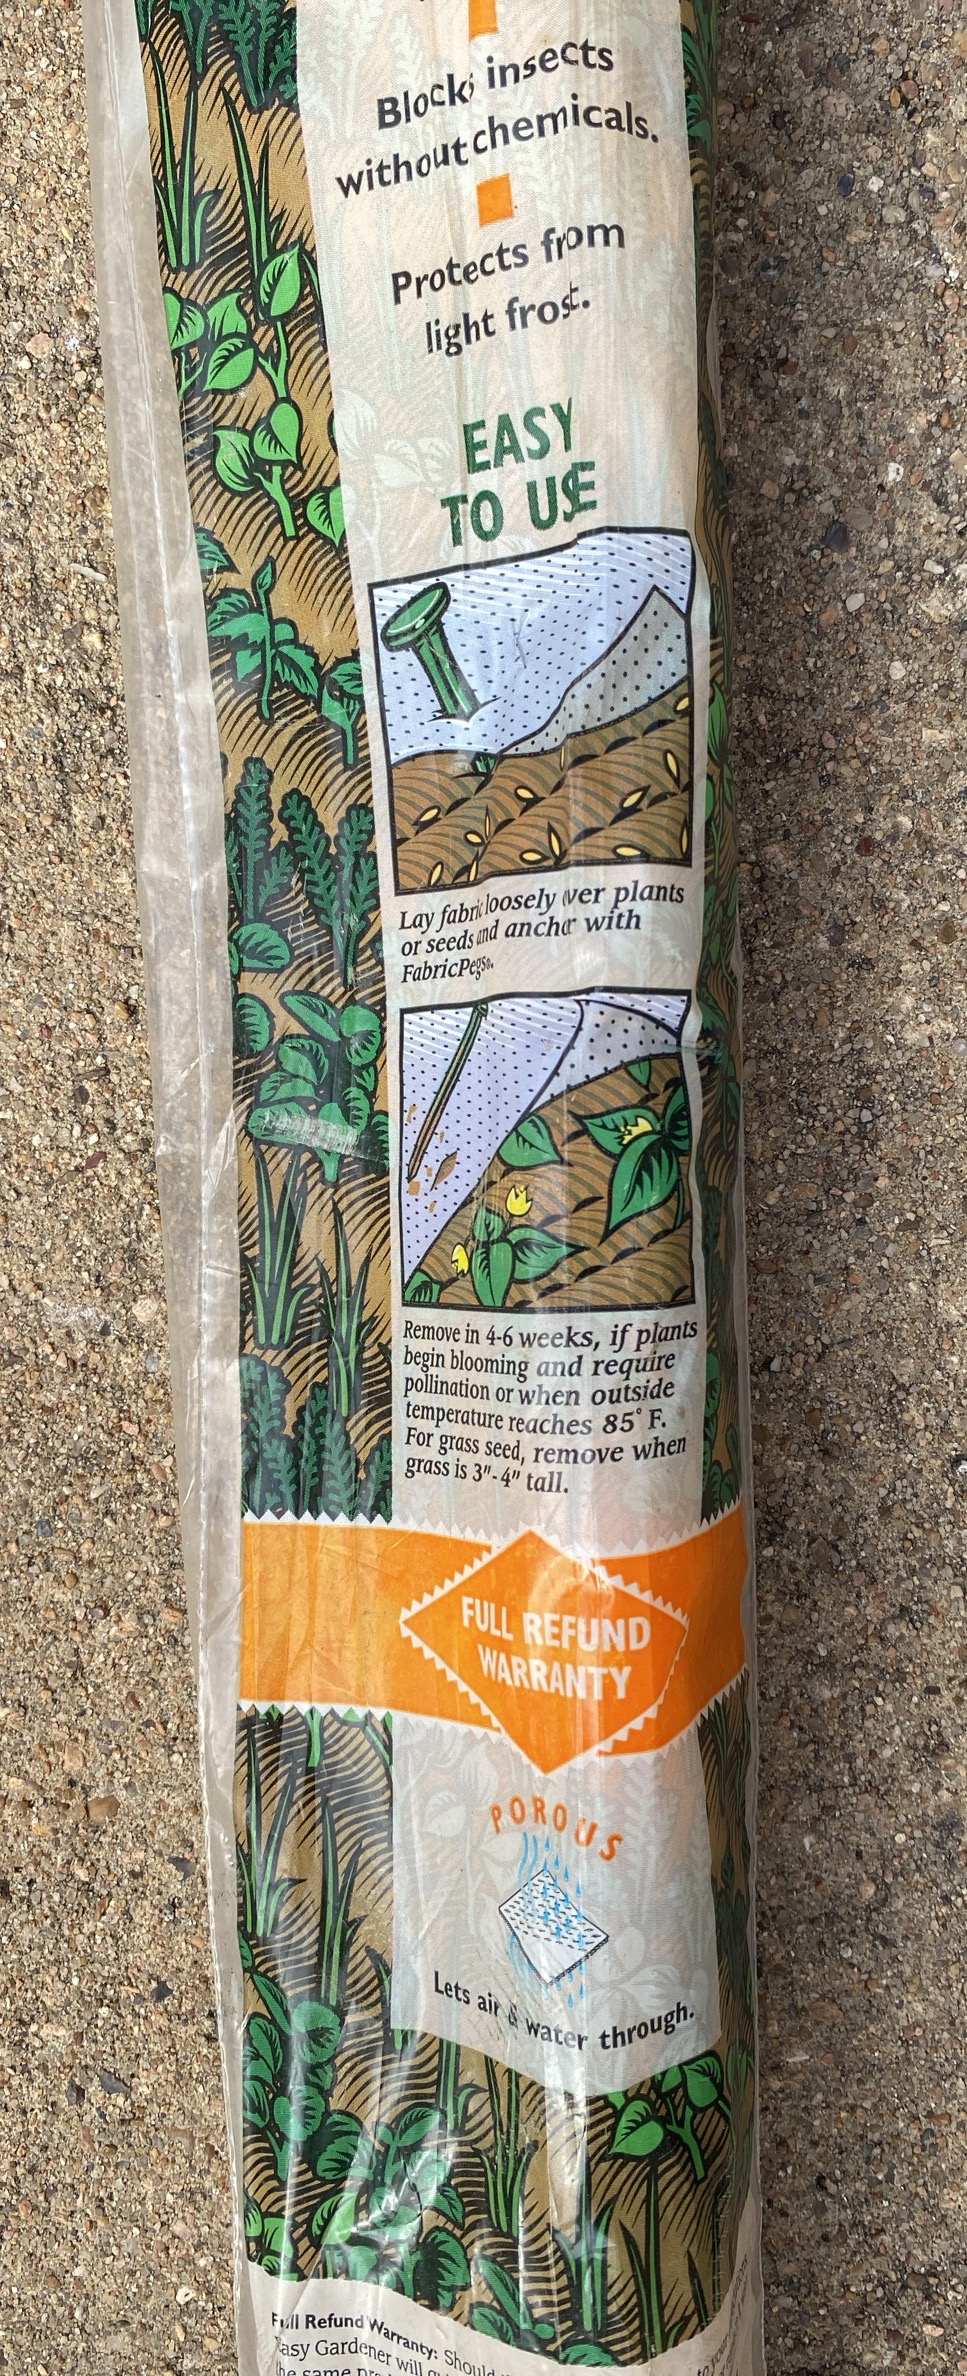 Blocks insects
without chemicals.
Protects from
light frost.
EASY
TO USE
Lay fabric loosely over plants
or seeds and anchor with
FabricPegs®.
Remove in 4-6 weeks, if plants
begin blooming and require
pollination or when outside
temperature reaches 85° F.
For grass seed, remove when
grass is 3"-4" tall.
FULL REFUND
WARRANTY
POROUS
Lets air & water through.
Full Refund Warranty: Should
Easy Gardener will
the same